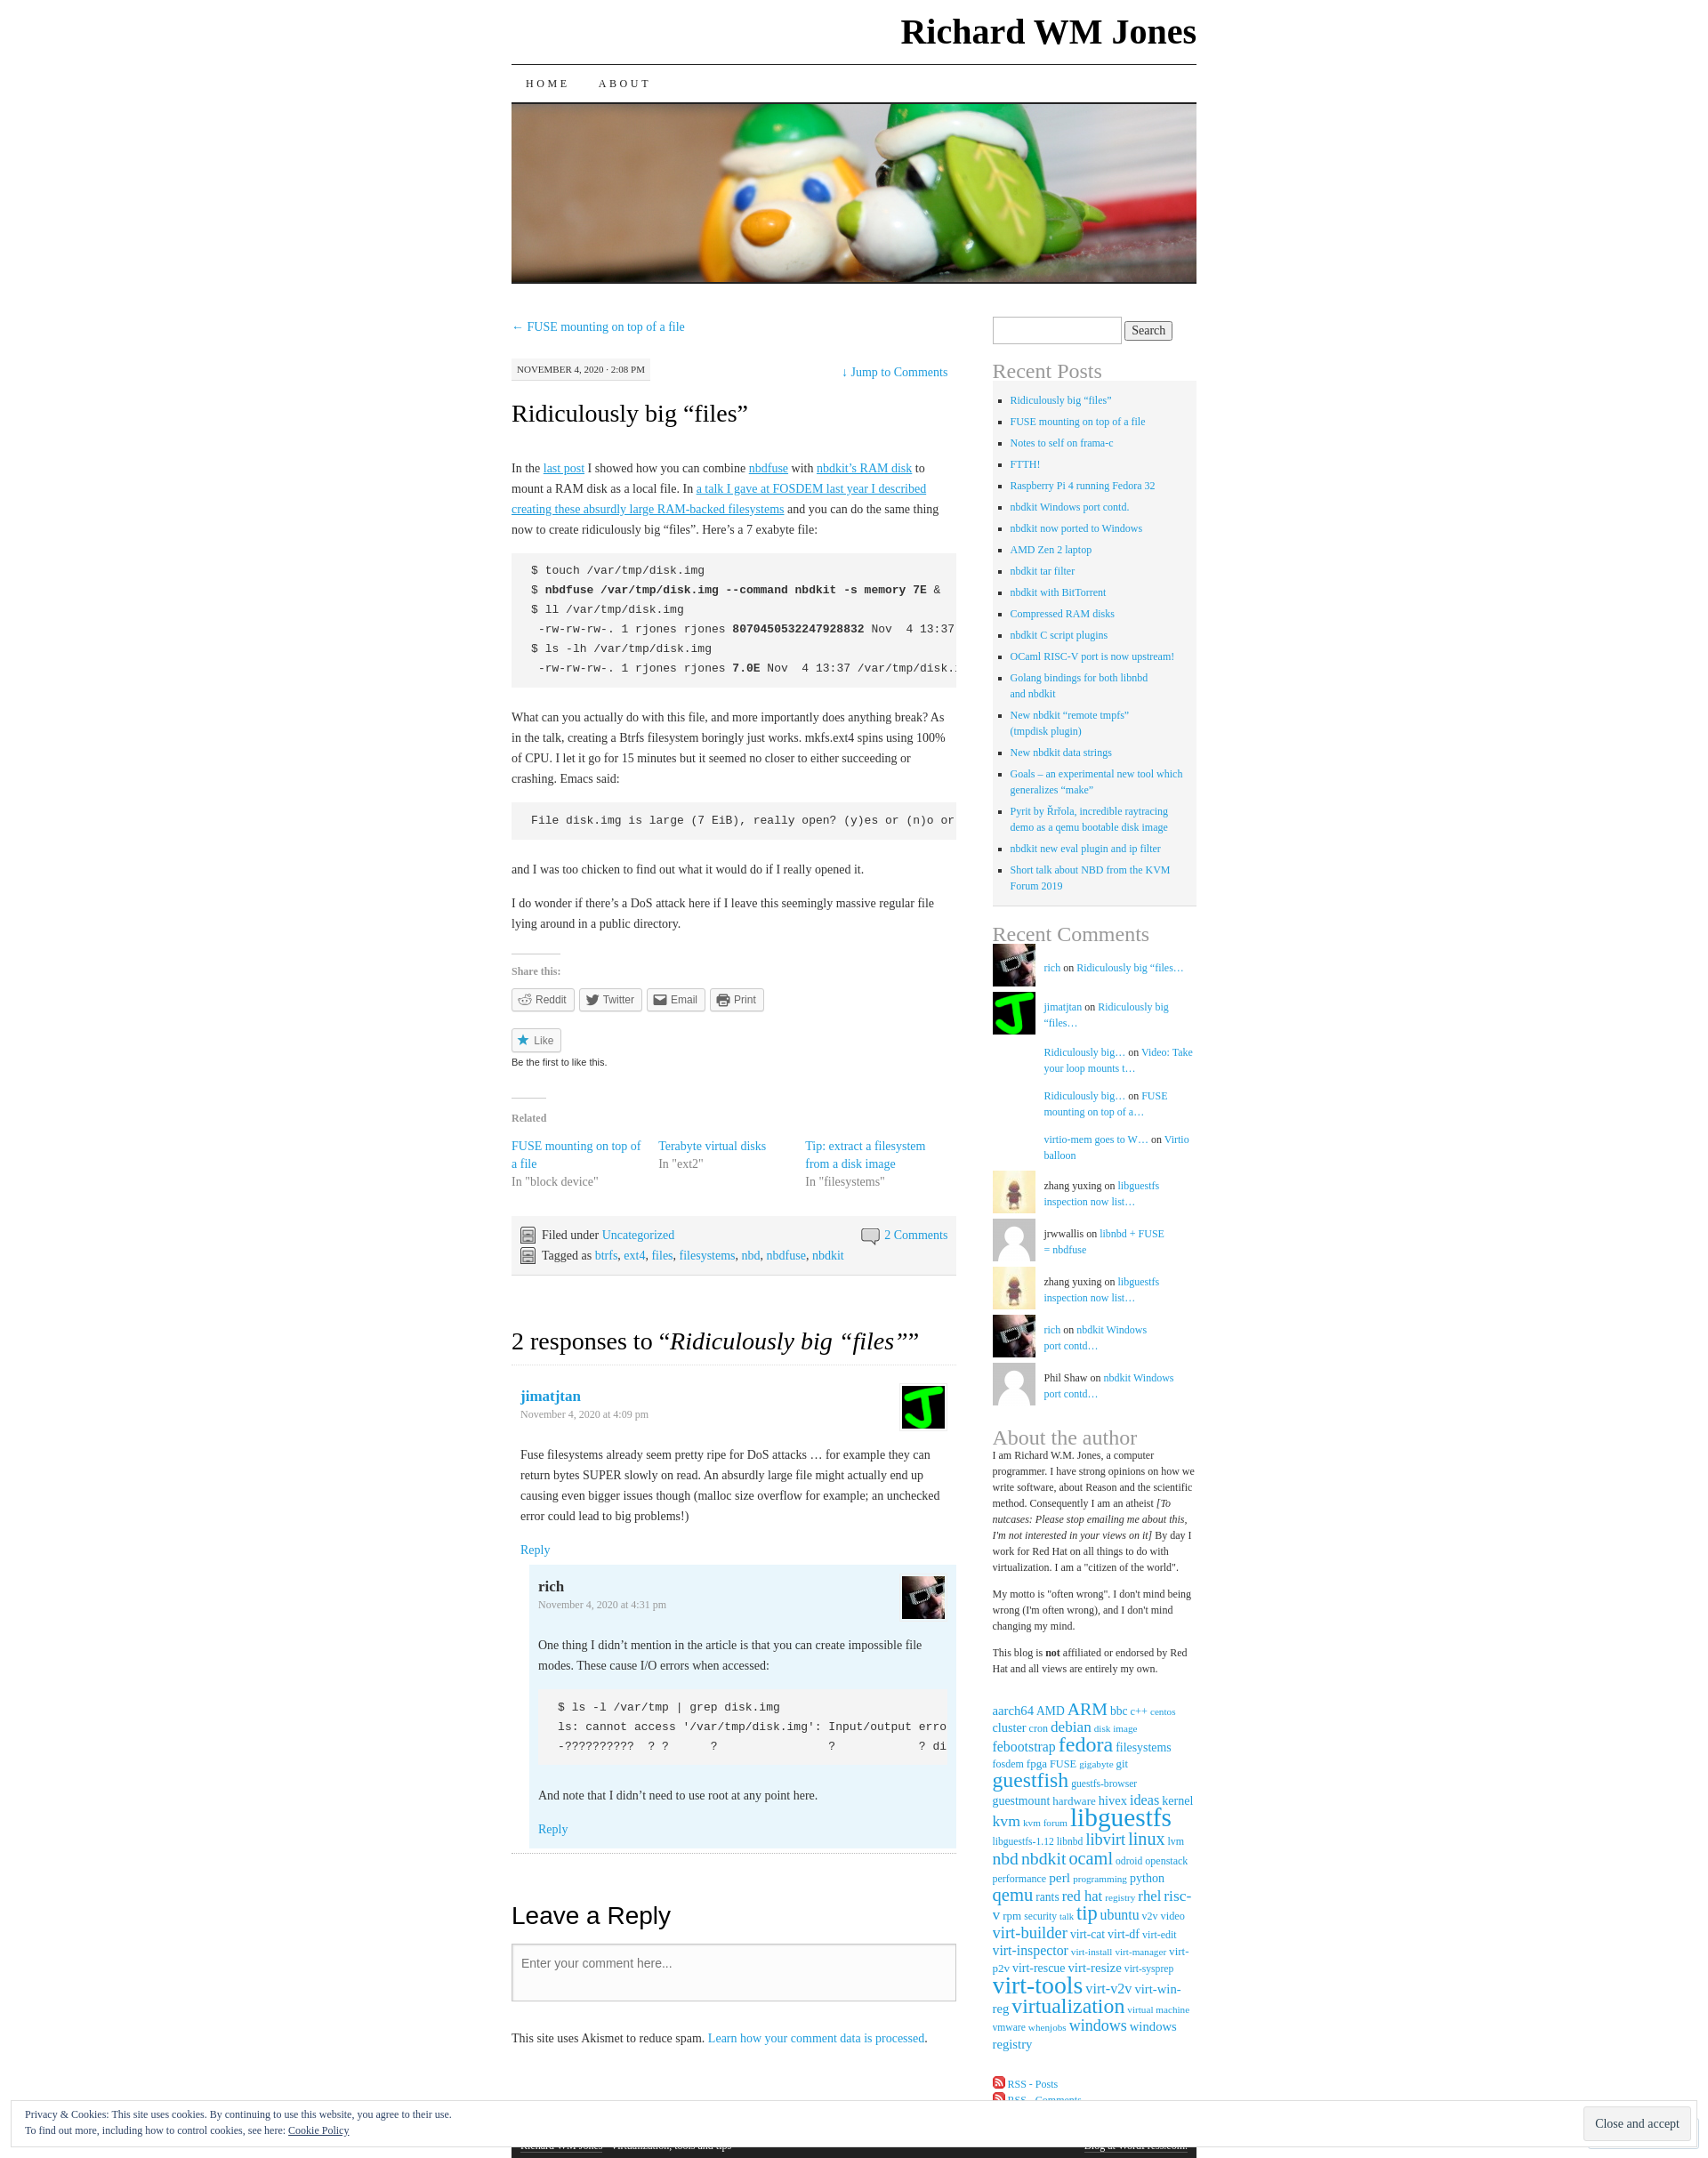 Richard WM Jones
HOME ABOUT
← FUSE mounting on top of a file
NOVEMBER 4, 2020 · 2:08 PM
↓ Jump to Comments
Ridiculously big “files”
In the last post I showed how you can combine nbdfuse with nbdkit’s RAM disk to
mount a RAM disk as a local file. In a talk I gave at FOSDEM last year I described
creating these absurdly large RAM-backed filesystems and you can do the same thing
now to create ridiculously big “files”. Here’s a 7 exabyte file:
$ touch /var/tmp/disk.img
$ nbdfuse /var/tmp/disk.img --command nbdkit -s memory 7E &
$ ll /var/tmp/disk.img
-rw-rw-rw-. 1 rjones rjones 8070450532247928832 Nov  4 13:37
$ ls -lh /var/tmp/disk.img
-rw-rw-rw-. 1 rjones rjones 7.0E Nov  4 13:37 /var/tmp/disk.i
What can you actually do with this file, and more importantly does anything break? As
in the talk, creating a Btrfs filesystem boringly just works. mkfs.ext4 spins using 100%
of CPU. I let it go for 15 minutes but it seemed no closer to either succeeding or
crashing. Emacs said:
File disk.img is large (7 EiB), really open? (y)es or (n)o or
and I was too chicken to find out what it would do if I really opened it.
I do wonder if there’s a DoS attack here if I leave this seemingly massive regular file
lying around in a public directory.
Share this:
Reddit Twitter Email Print
Like
Be the first to like this.
Related
FUSE mounting on top of
a file
In "block device"
Terabyte virtual disks
In "ext2"
Tip: extract a filesystem
from a disk image
In "filesystems"
Filed under Uncategorized
2 Comments
Tagged as btrfs, ext4, files, filesystems, nbd, nbdfuse, nbdkit
2 responses to “Ridiculously big “files””
jimatjtan
November 4, 2020 at 4:09 pm
Fuse filesystems already seem pretty ripe for DoS attacks … for example they can
return bytes SUPER slowly on read. An absurdly large file might actually end up
causing even bigger issues though (malloc size overflow for example; an unchecked
error could lead to big problems!)
Reply
rich
November 4, 2020 at 4:31 pm
One thing I didn’t mention in the article is that you can create impossible file
modes. These cause I/O errors when accessed:
$ ls -l /var/tmp | grep disk.img
ls: cannot access '/var/tmp/disk.img': Input/output erro
-??????????  ? ?      ?                ?            ? di
And note that I didn’t need to use root at any point here.
Reply
Leave a Reply
Enter your comment here...
This site uses Akismet to reduce spam. Learn how your comment data is processed.
Search
Recent Posts
Ridiculously big “files”
FUSE mounting on top of a file
Notes to self on frama-c
FTTH!
Raspberry Pi 4 running Fedora 32
nbdkit Windows port contd.
nbdkit now ported to Windows
AMD Zen 2 laptop
nbdkit tar filter
nbdkit with BitTorrent
Compressed RAM disks
nbdkit C script plugins
OCaml RISC-V port is now upstream!
Golang bindings for both libnbd
and nbdkit
New nbdkit “remote tmpfs”
(tmpdisk plugin)
New nbdkit data strings
Goals – an experimental new tool which
generalizes “make”
Pyrit by Řrřola, incredible raytracing
demo as a qemu bootable disk image
nbdkit new eval plugin and ip filter
Short talk about NBD from the KVM
Forum 2019
Recent Comments
rich on Ridiculously big “files…
jimatjtan on Ridiculously big
“files…
Ridiculously big… on Video: Take
your loop mounts t…
Ridiculously big… on FUSE
mounting on top of a…
virtio-mem goes to W… on Virtio
balloon
zhang yuxing on libguestfs
inspection now list…
jrwwallis on libnbd + FUSE
= nbdfuse
zhang yuxing on libguestfs
inspection now list…
rich on nbdkit Windows
port contd…
Phil Shaw on nbdkit Windows
port contd…
About the author
I am Richard W.M. Jones, a computer
programmer. I have strong opinions on how we
write software, about Reason and the scientific
method. Consequently I am an atheist [To
nutcases: Please stop emailing me about this,
I'm not interested in your views on it] By day I
work for Red Hat on all things to do with
virtualization. I am a "citizen of the world".
My motto is "often wrong". I don't mind being
wrong (I'm often wrong), and I don't mind
changing my mind.
This blog is not affiliated or endorsed by Red
Hat and all views are entirely my own.
aarch64 AMD ARM bbc c++ centos
cluster cron debian disk image
febootstrap fedora filesystems
fosdem fpga FUSE gigabyte git
guestfish guestfs-browser
guestmount hardware hivex ideas kernel
kvm kvm forum libguestfs
libguestfs-1.12 libnbd libvirt linux lvm
nbd nbdkit ocaml odroid openstack
performance perl programming python
qemu rants red hat registry rhel risc-
v rpm security talk tip ubuntu v2v video
virt-builder virt-cat virt-df virt-edit
virt-inspector virt-install virt-manager virt-
p2v virt-rescue virt-resize virt-sysprep
virt-tools virt-v2v virt-win-
reg virtualization virtual machine
vmware whenjobs windows windows
registry
RSS - Posts
RSS - Comments
Privacy & Cookies: This site uses cookies. By continuing to use this website, you agree to their use.
To find out more, including how to control cookies, see here: Cookie Policy
Close and accept